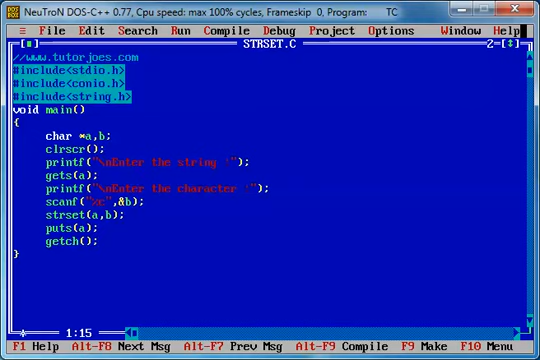 NeuTroN DOS-C++ 0.77, Cpu speed: max 100% cycles, Frameskip 0, Program: TC
≡ File Edit Search Run Compile Debug Project Options Window Help
[■] STRSET.C 2=[↕]
//www.tutorjoes.com
#include<stdio.h>
#include<conio.h>
#include<string.h>
void main()
{
char *a,b;
clrscr();
printf("\nEnter the string :");
gets(a);
printf("\nEnter the character :");
scanf("%c",&b);
strset(a,b);
puts(a);
getch();
}
1:15
F1 Help Alt-F8 Next Msg Alt-F7 Prev Msg Alt-F9 Compile F9 Make F10 Menu